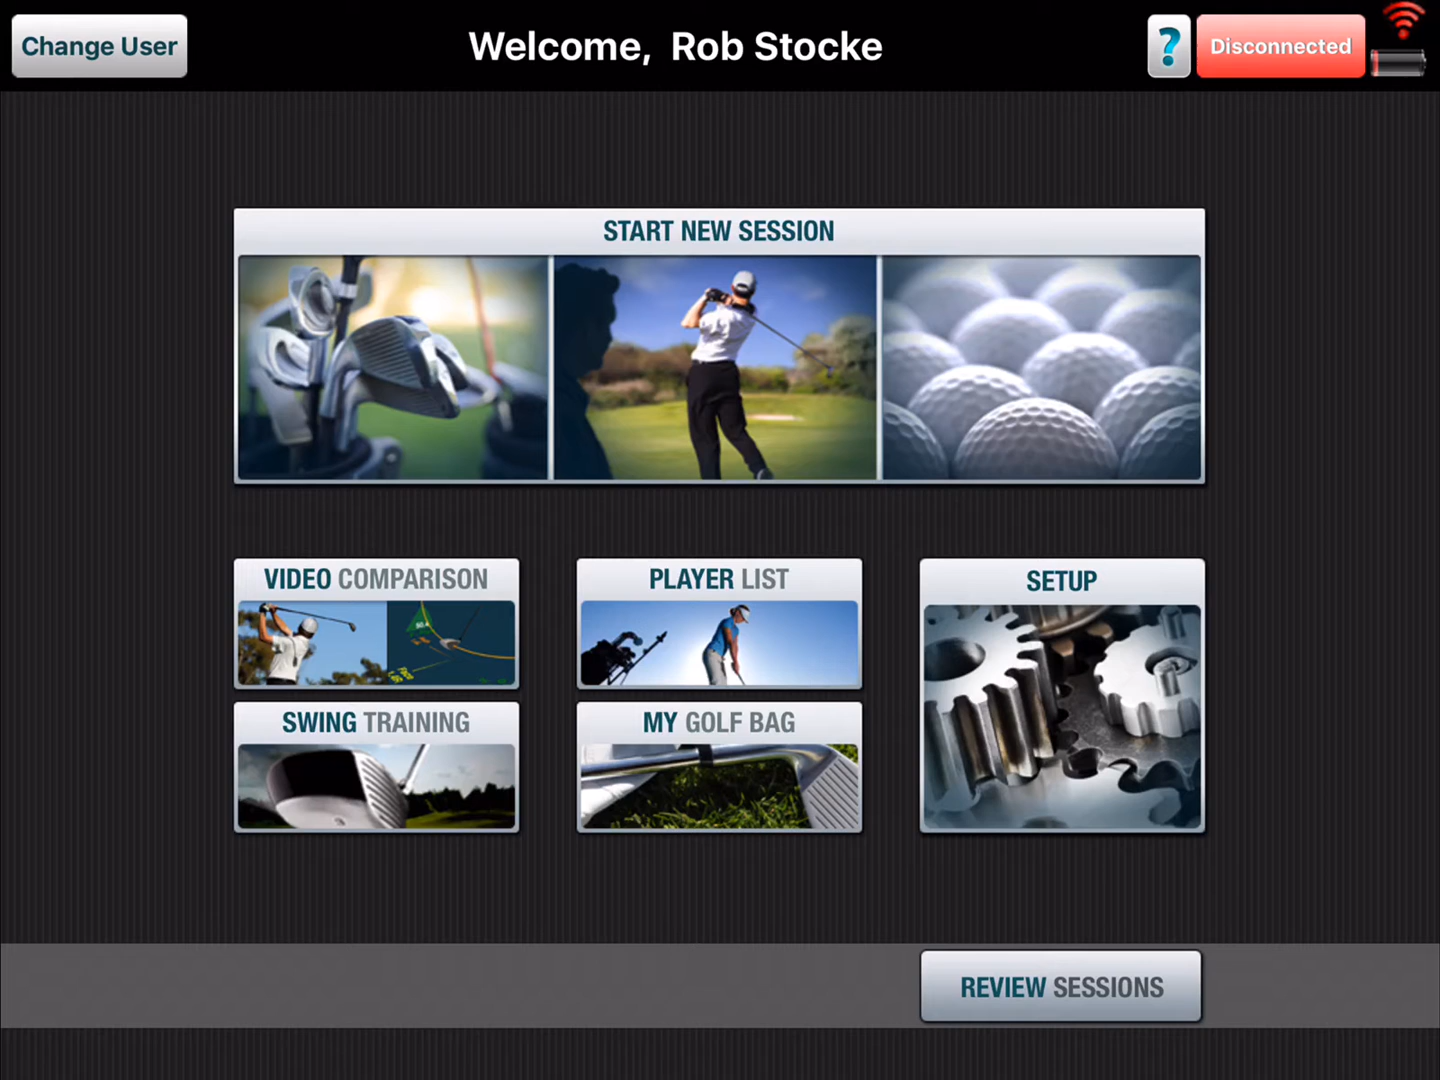 Change User
Welcome, Rob Stocke
?
Disconnected
START NEW SESSION
VIDEO COMPARISON
PLAYER LIST
SETUP
SWING TRAINING
MY GOLF BAG
REVIEW SESSIONS